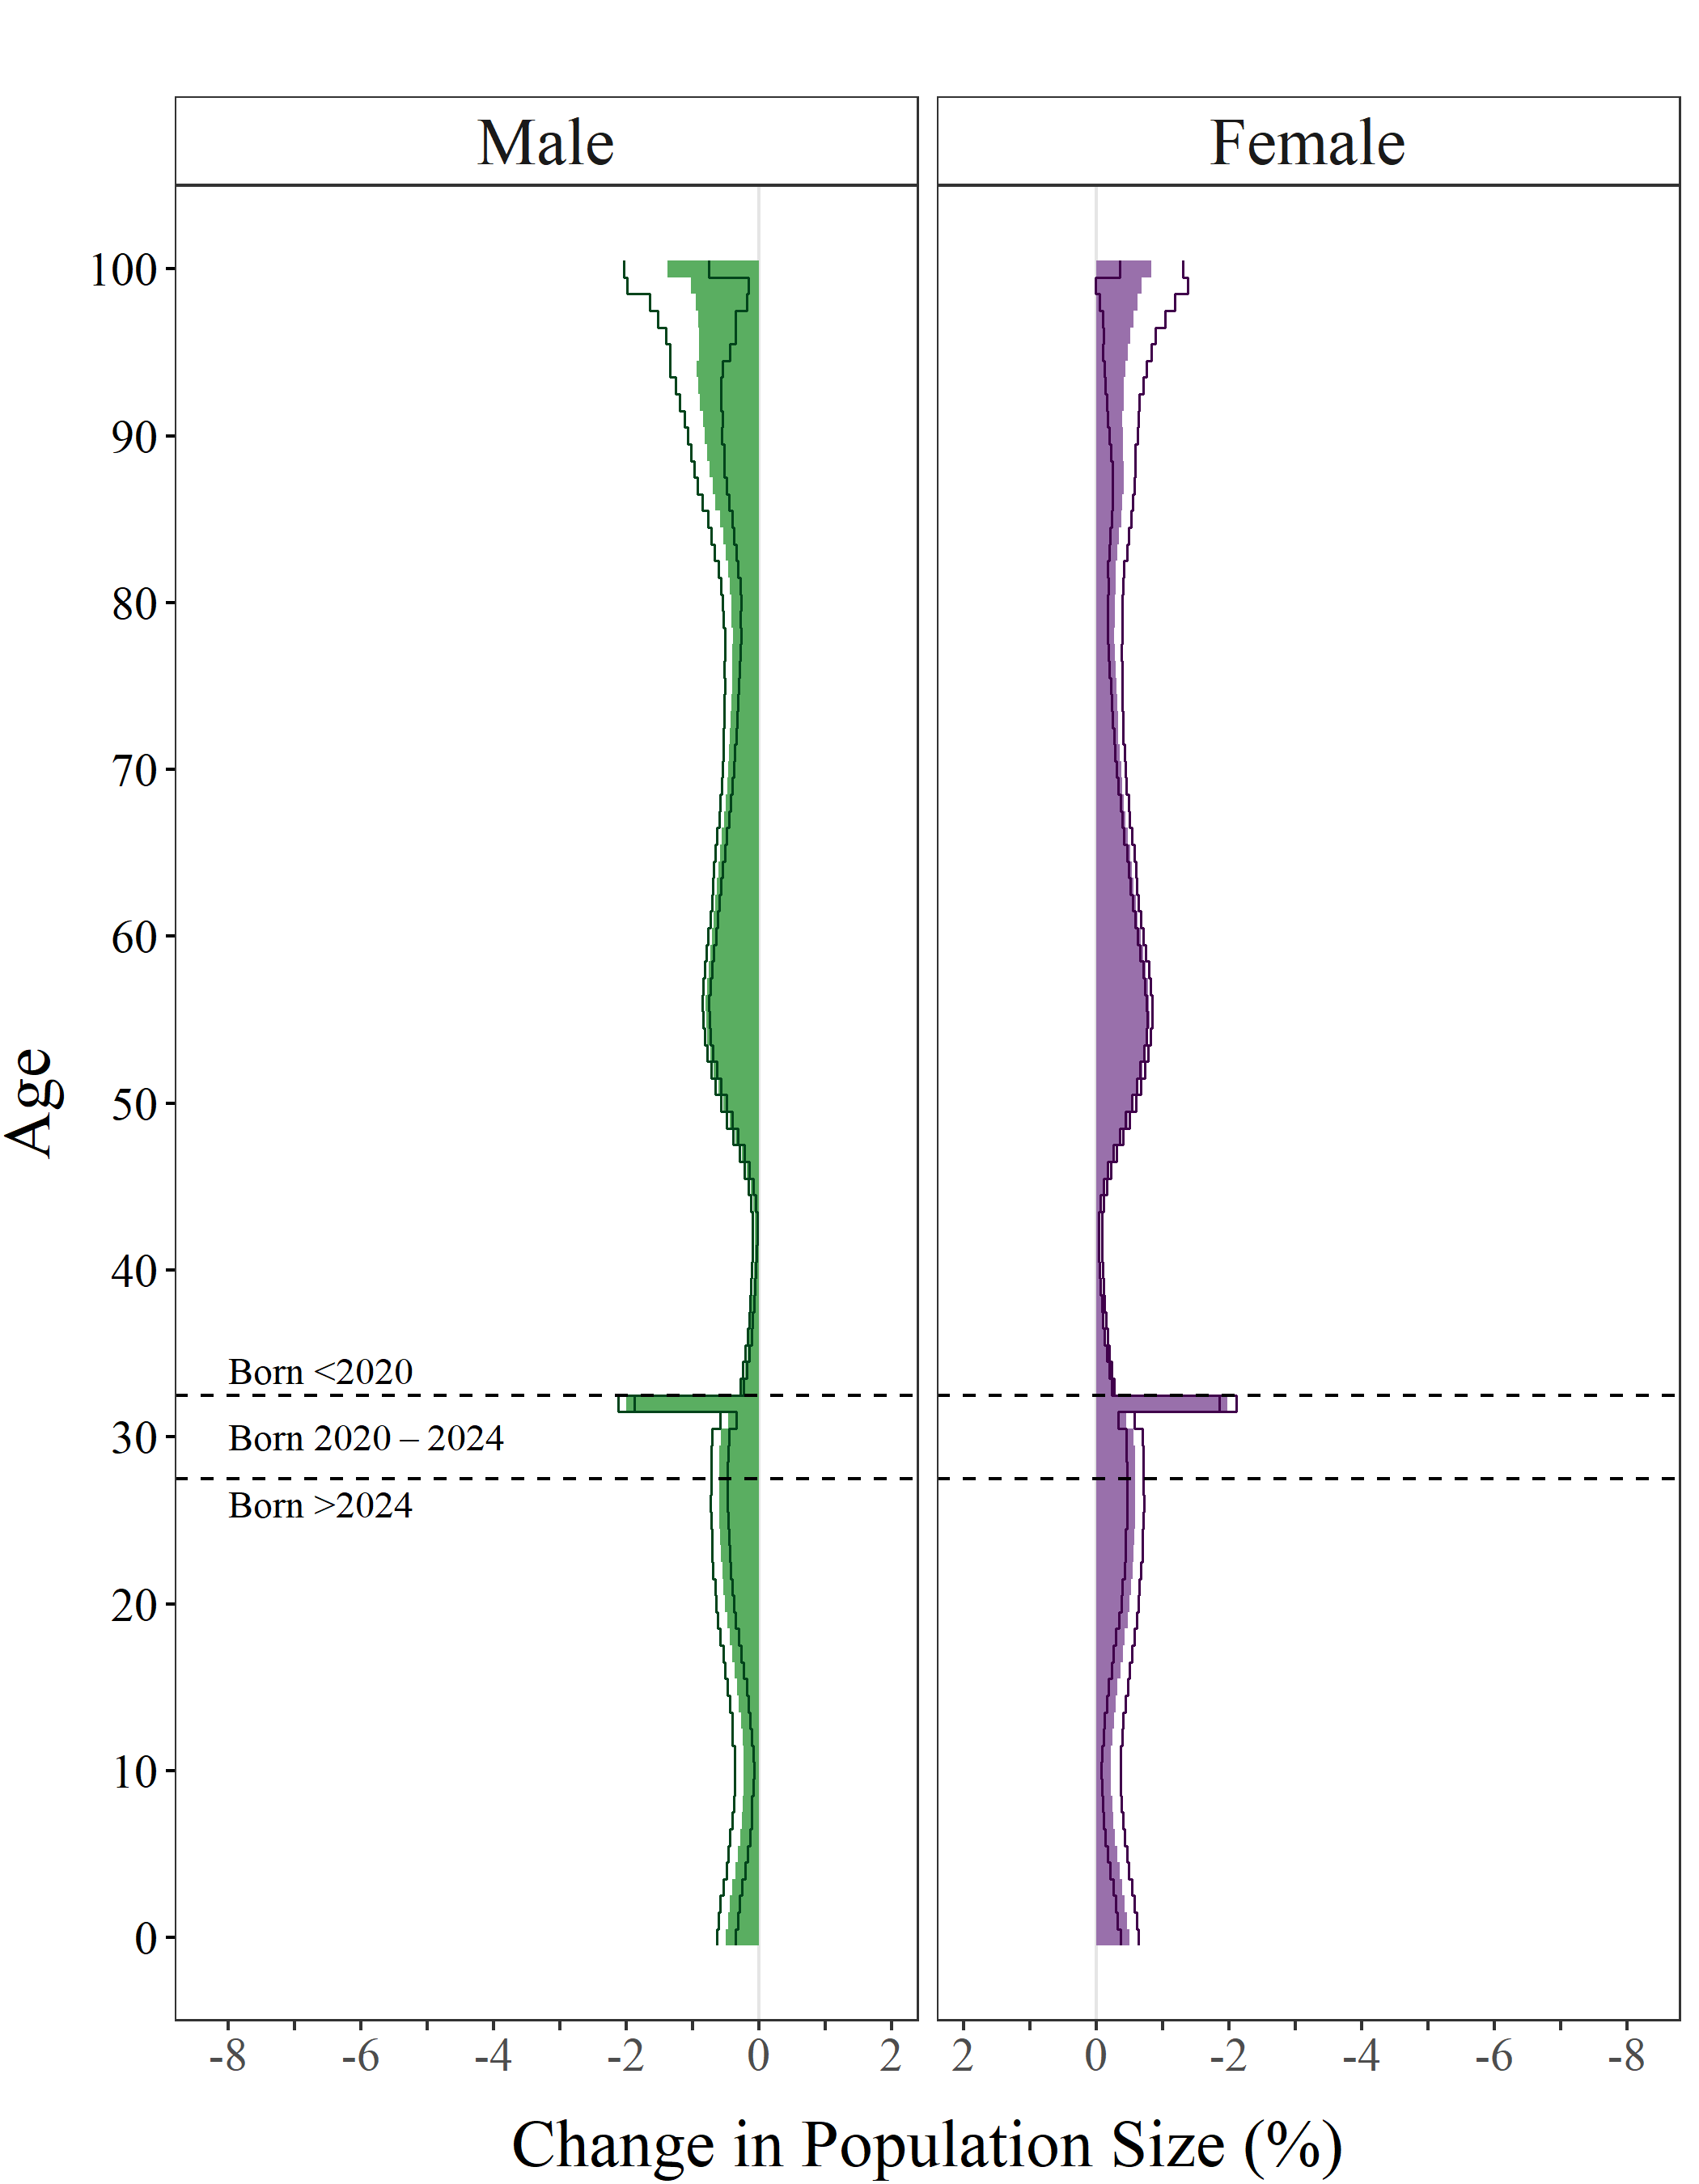 Male
Female
100
90
80
70
60
50
40
30
20
10
0
Age
Born <2020
Born 2020 – 2024
Born >2024
-8 -6 -4 -2 0 2
2 0 -2 -4 -6 -8
Change in Population Size (%)